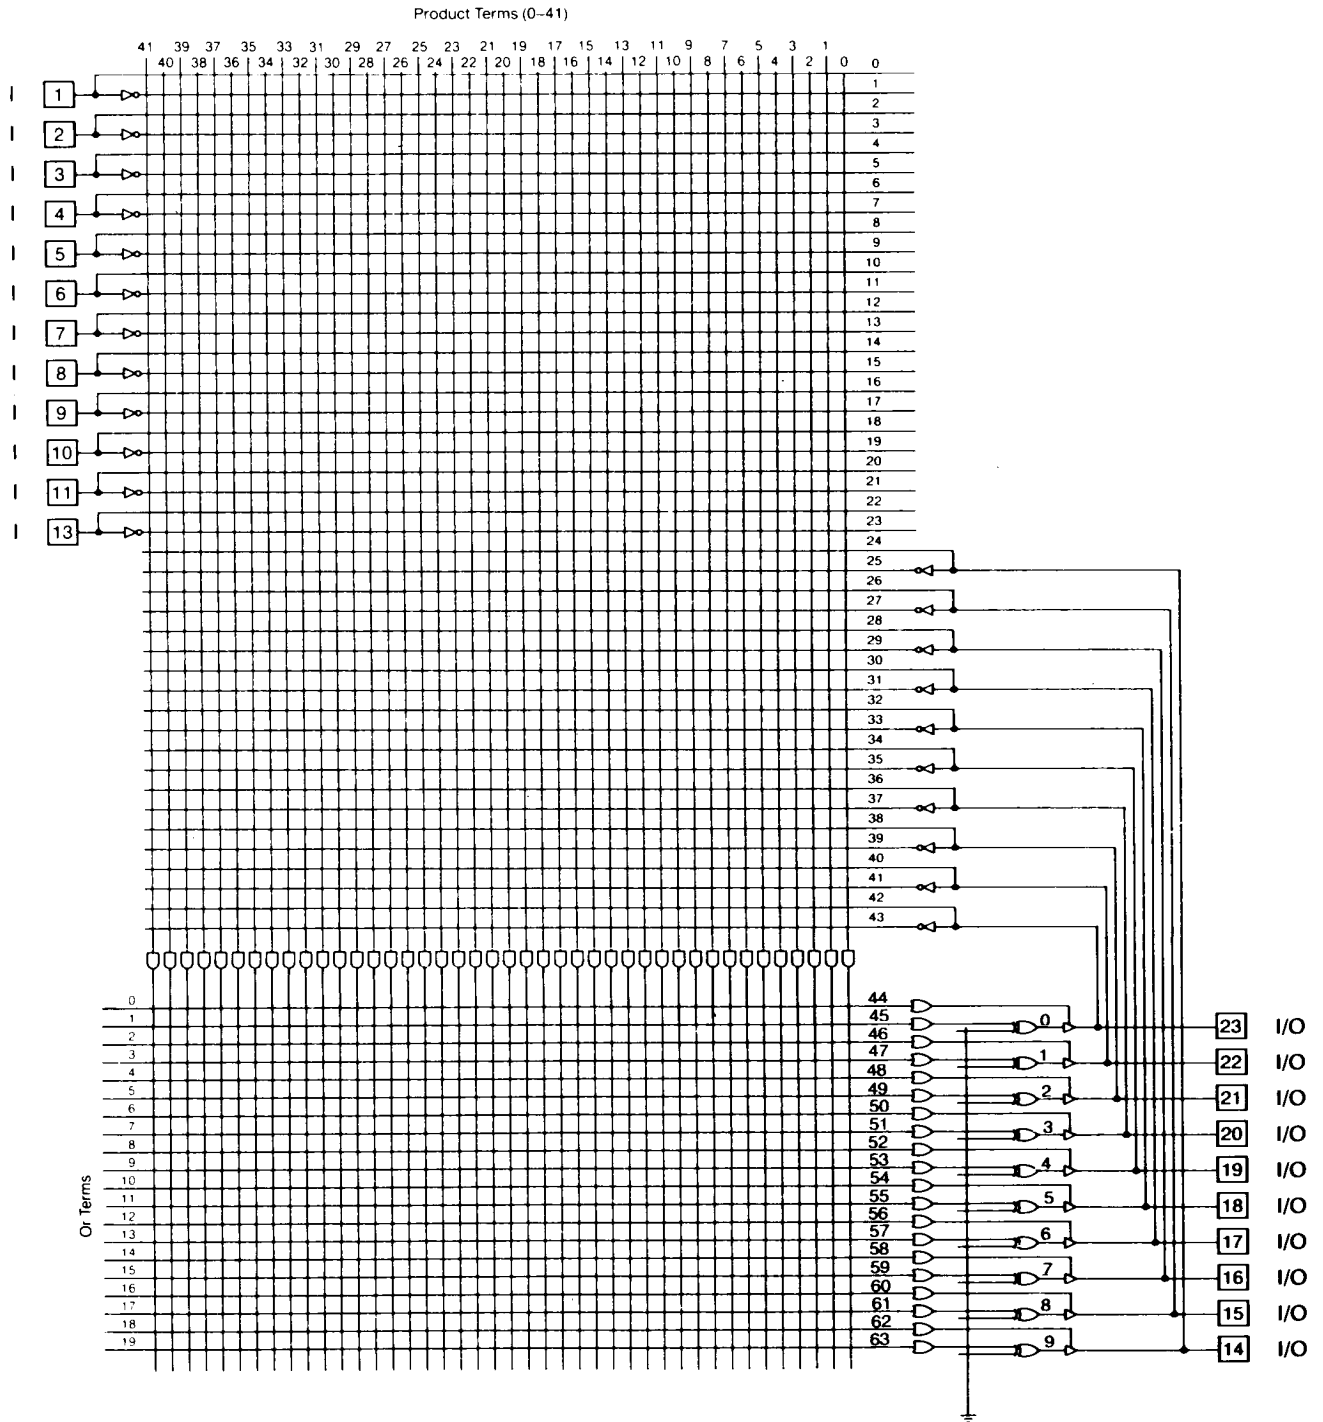 Product Terms (0–41)
41 39 37 35 33 31 29 27 25 23 21 19 17 15 13 11 9 7 5 3 1
40 38 36 34 32 30 28 26 24 22 20 18 16 14 12 10 8 6 4 2 0 0
I 1 1
2
I 2 3
4
I 3 5
6
I 4 7
8
I 5 9
10
I 6 11
12
I 7 13
14
I 8 15
16
I 9 17
18
I 10 19
20
I 11 21
22
I 13 23
24
25
26
27
28
29
30
31
32
33
34
35
36
37
38
39
40
41
42
43
0 44
1 45 0 23 I/O
2 46
3 47 1 22 I/O
4 48
5 49 2 21 I/O
6 50
7 51 3 20 I/O
8 52
9 53 4 19 I/O
10 54
11 55 5 18 I/O
12 56
13 57 6 17 I/O
14 58
15 59 7 16 I/O
16 60
17 61 8 15 I/O
18 62
19 63 9 14 I/O
Or Terms